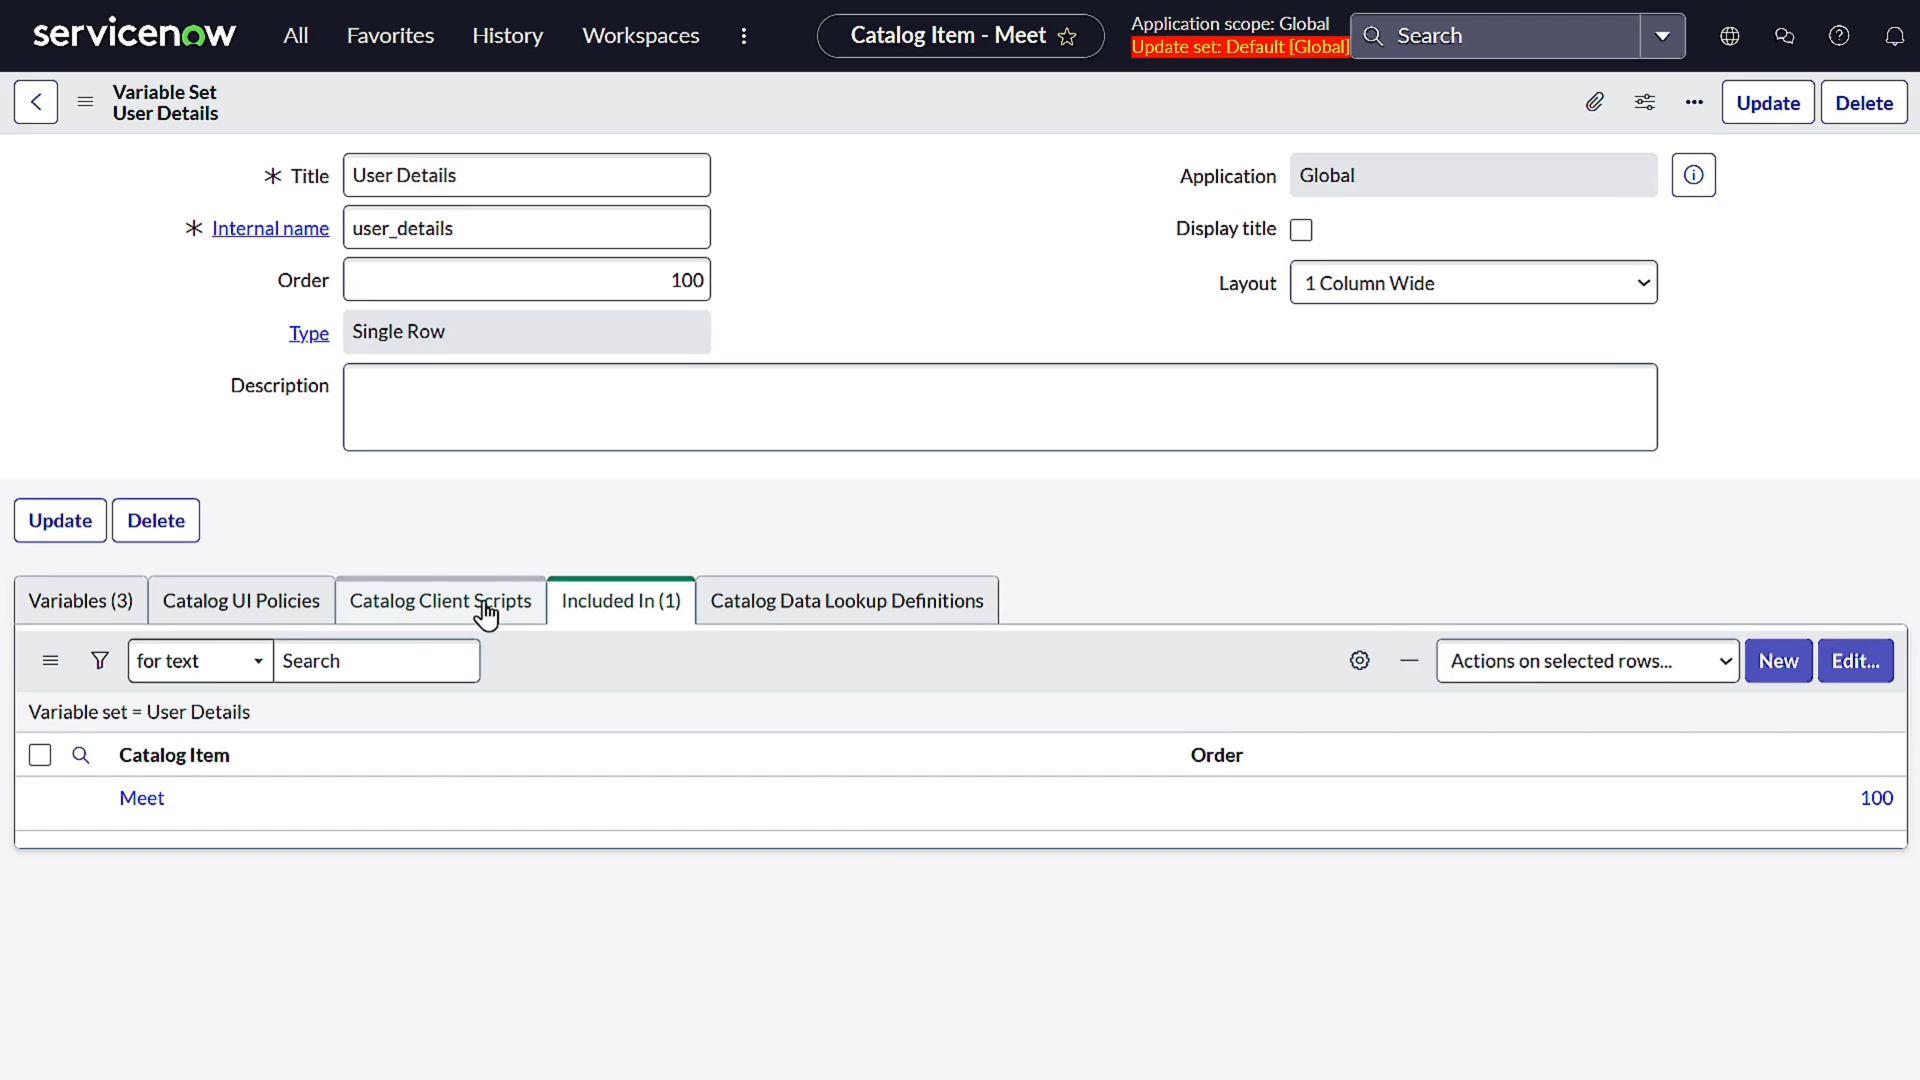 servicenow All Favorites History Workspaces Catalog Item - Meet Application scope: Global Search
Update set: Default [Global]
Variable Set
User Details
Update Delete
* Title User Details Application Global
* Internal name user_details Display title
Order 100 Layout 1 Column Wide
Type Single Row
Description
Update Delete
Variables (3) Catalog UI Policies Catalog Client Scripts Included In (1) Catalog Data Lookup Definitions
for text Search Actions on selected rows... New Edit...
Variable set = User Details
Catalog Item Order
Meet 100